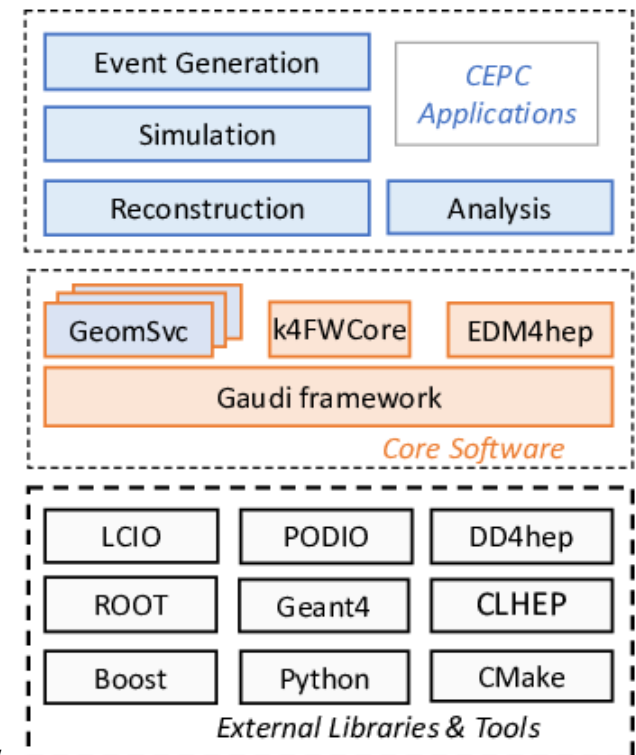 Event Generation
CEPC
Applications
Simulation
Reconstruction
Analysis
GeomSvc
k4FWCore
EDM4hep
Gaudi framework
Core Software
LCIO
PODIO
DD4hep
ROOT
Geant4
CLHEP
Boost
Python
CMake
External Libraries & Tools